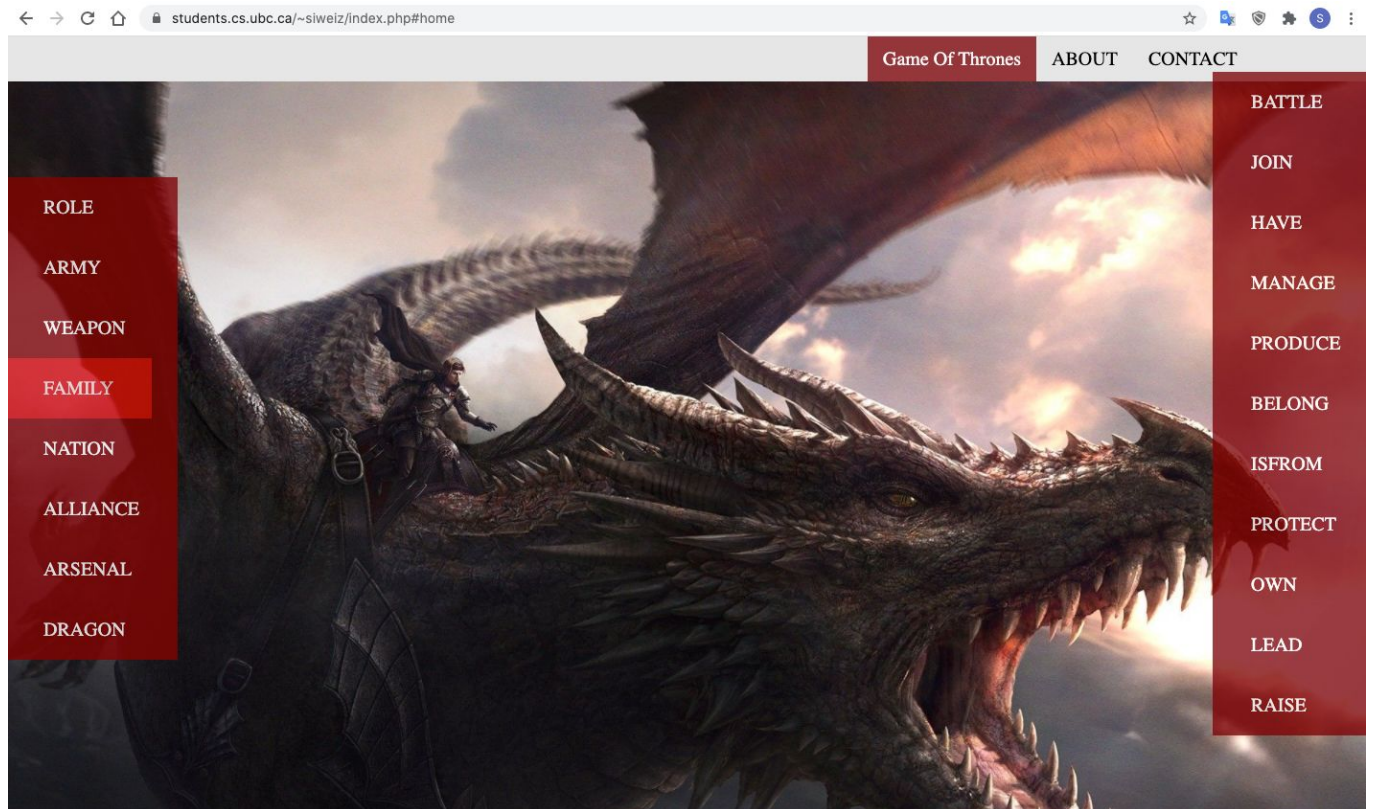 students.cs.ubc.ca/~siweiz/index.php#home
S
Game Of Thrones ABOUT CONTACT
ROLE
ARMY
WEAPON
FAMILY
NATION
ALLIANCE
ARSENAL
DRAGON
BATTLE
JOIN
HAVE
MANAGE
PRODUCE
BELONG
ISFROM
PROTECT
OWN
LEAD
RAISE